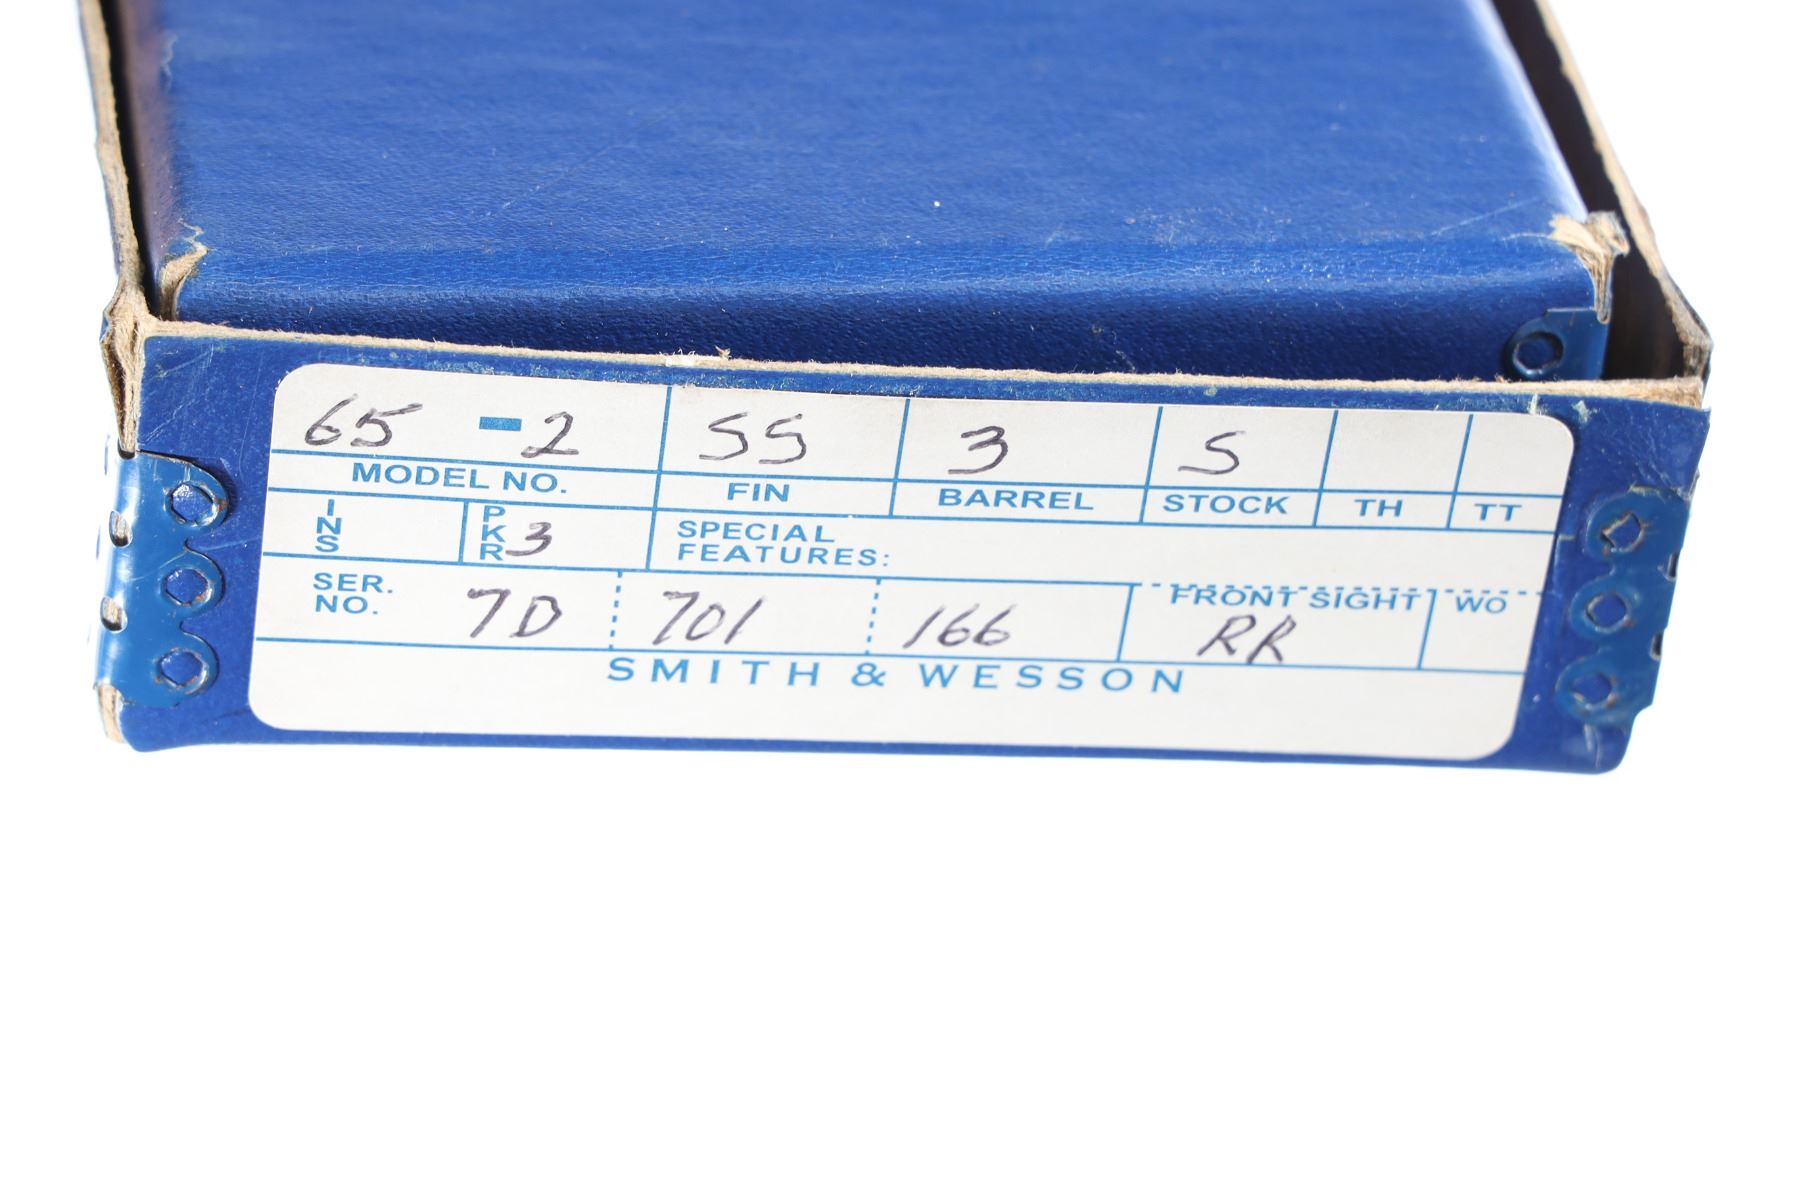 65 - 2 SS 3 S
MODEL NO. FIN BARREL STOCK TH TT
INS PKR 3 SPECIAL
FEATURES:
SER. NO. 7D 701 166 FRONT SIGHT WO
RR
SMITH & WESSON